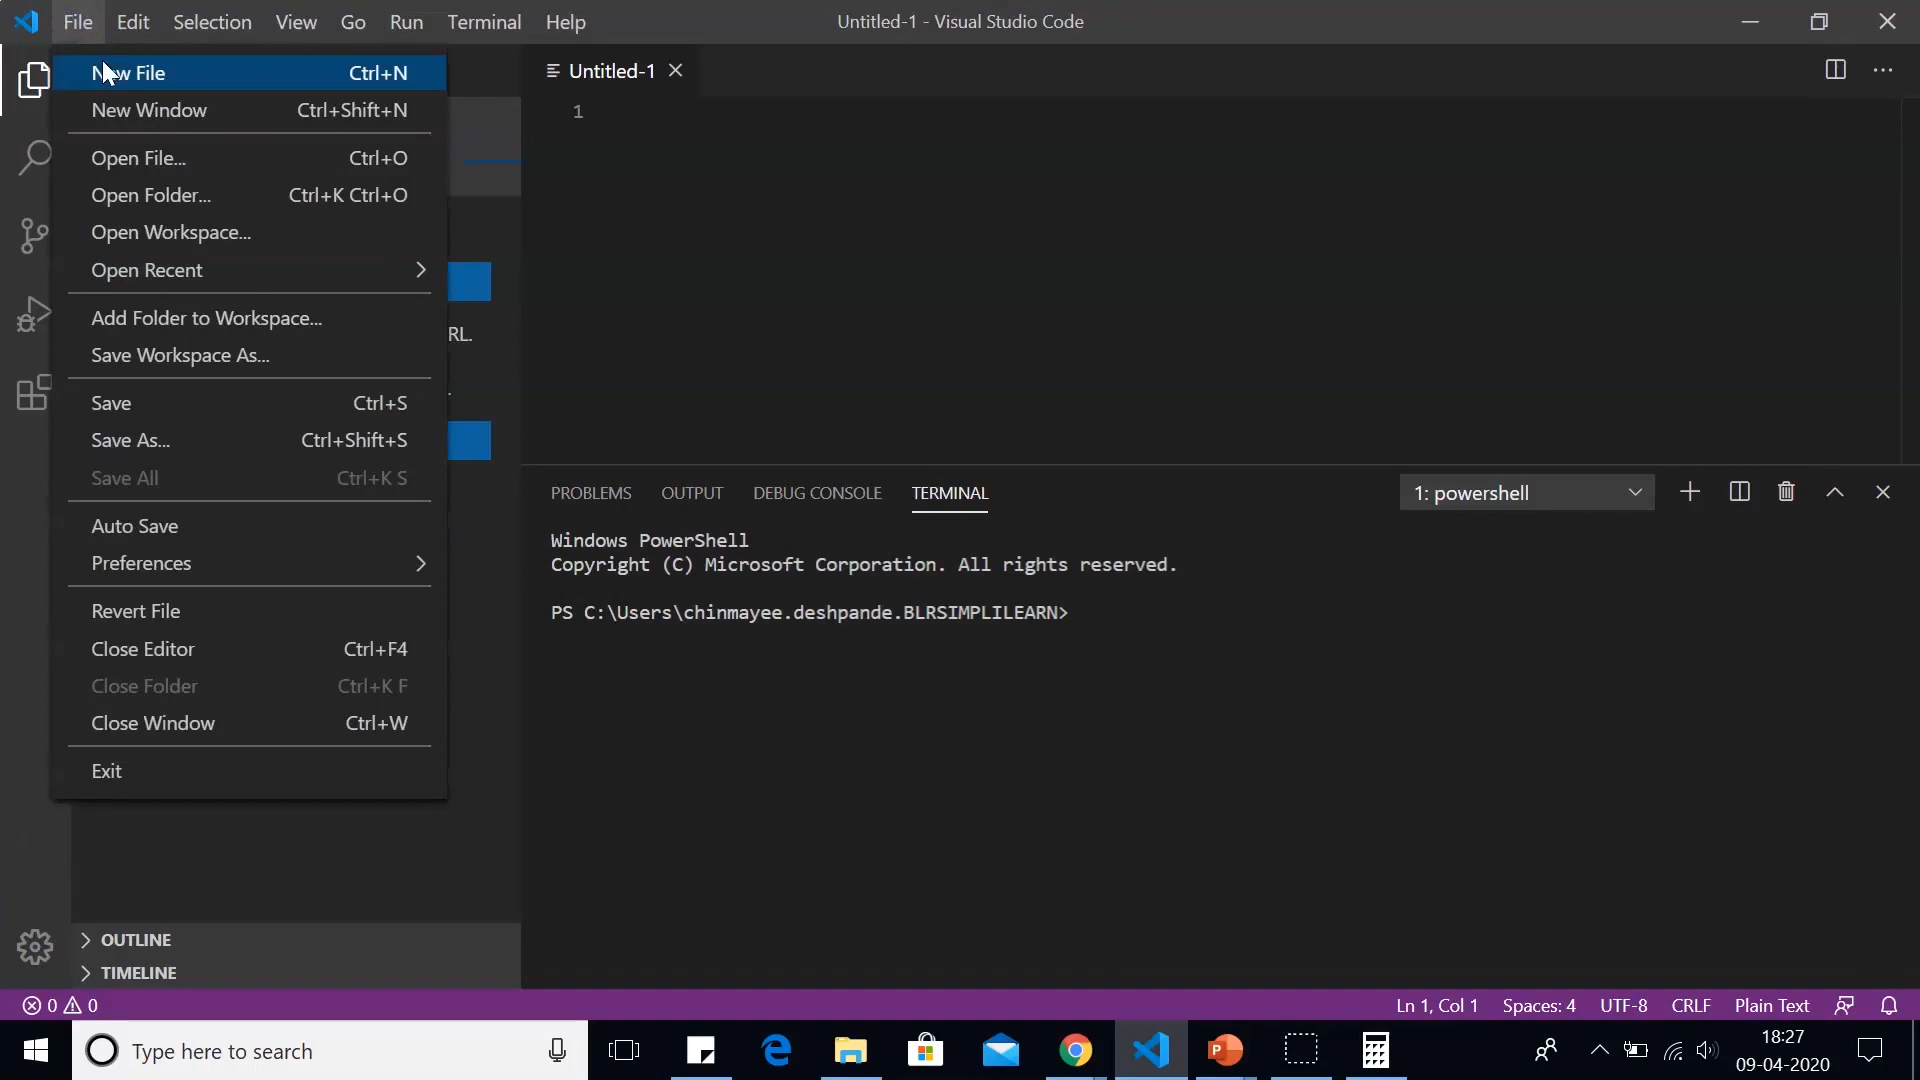 File Edit Selection View Go Run Terminal Help
Untitled-1 - Visual Studio Code
New File Ctrl+N
New Window Ctrl+Shift+N
Open File... Ctrl+O
Open Folder... Ctrl+K Ctrl+O
Open Workspace...
Open Recent
Add Folder to Workspace...
Save Workspace As...
Save Ctrl+S
Save As... Ctrl+Shift+S
Save All Ctrl+K S
Auto Save
Preferences
Revert File
Close Editor Ctrl+F4
Close Folder Ctrl+K F
Close Window Ctrl+W
Exit
RL.
.
OUTLINE
TIMELINE
Untitled-1
1
PROBLEMS OUTPUT DEBUG CONSOLE TERMINAL
1: powershell
Windows PowerShell
Copyright (C) Microsoft Corporation. All rights reserved.
PS C:\Users\chinmayee.deshpande.BLRSIMPLILEARN>
0 0
Ln 1, Col 1 Spaces: 4 UTF-8 CRLF Plain Text
Type here to search
18:27
09-04-2020